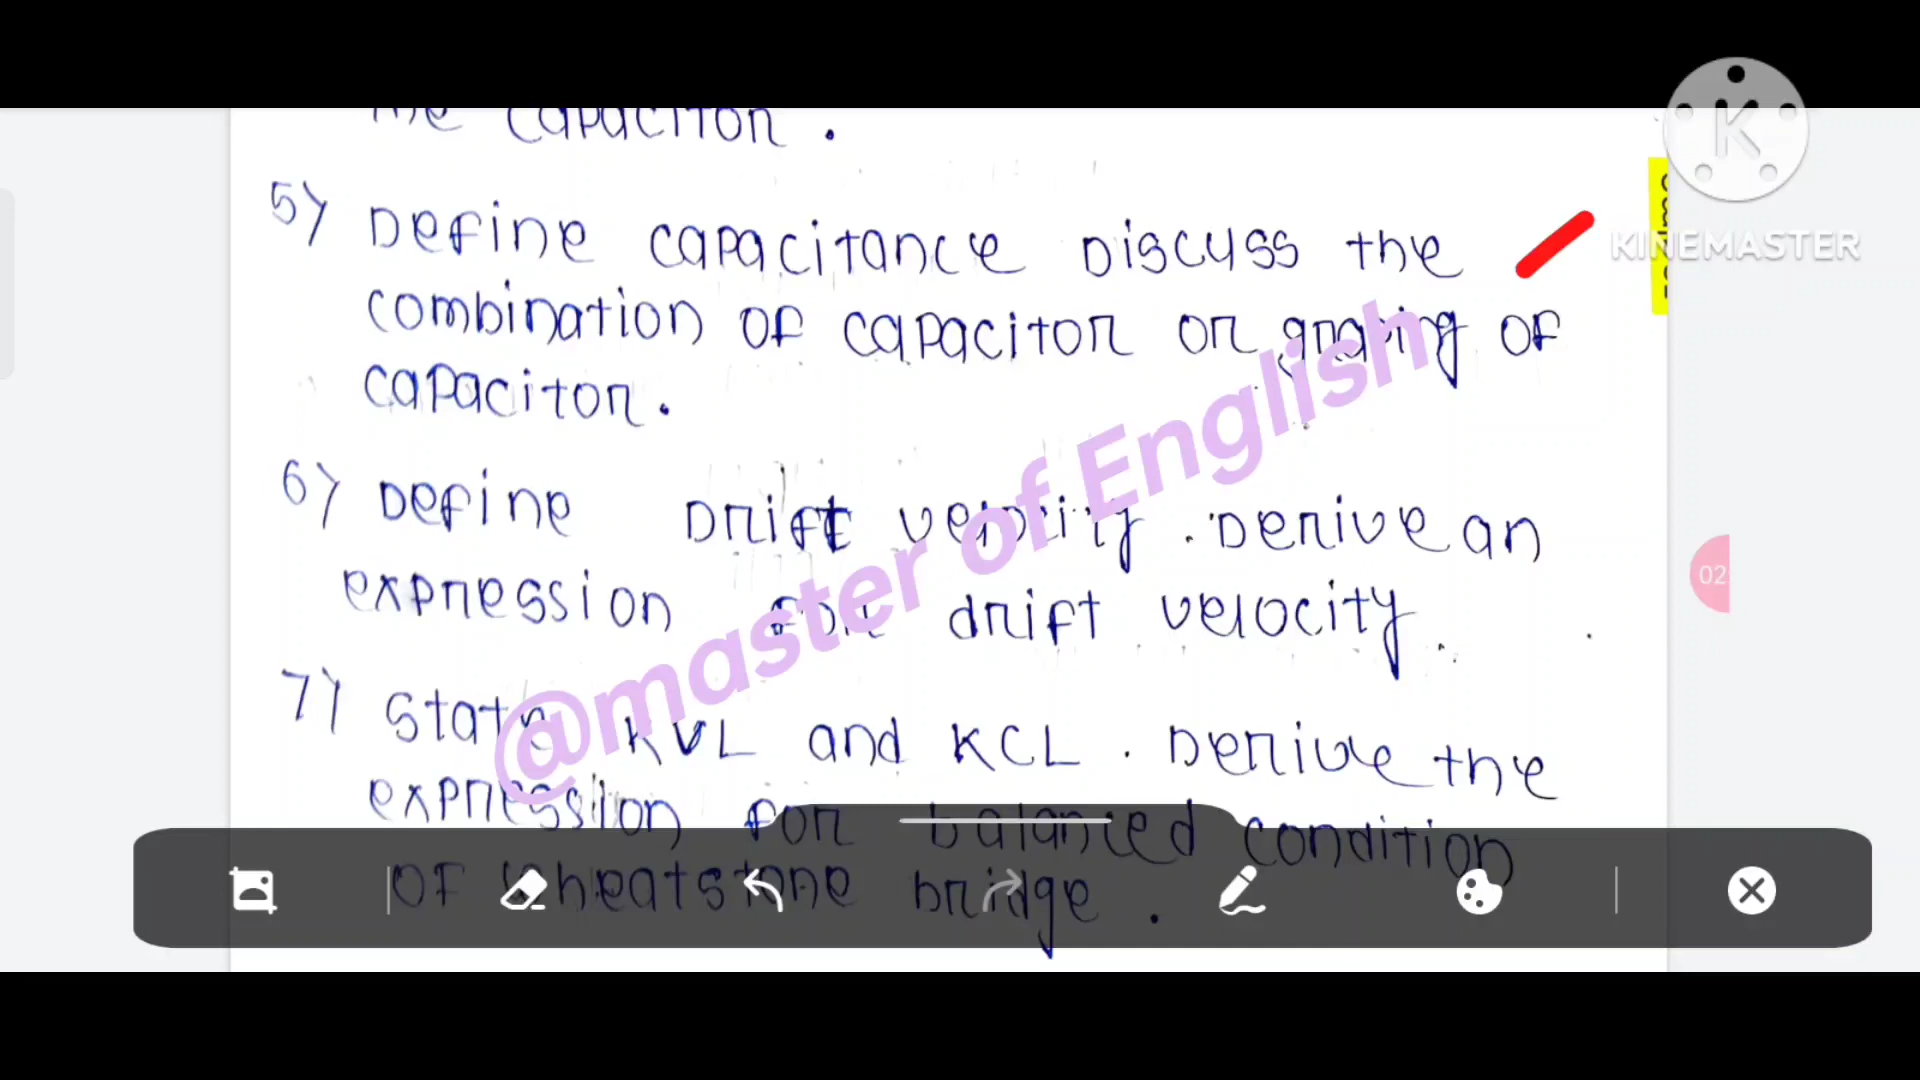 the capacitor.
5) Define capacitance Discuss the
combination of capacitor or graping of
capacitor.
6) Define Drift velocity. Derive an
expression for drift velocity.
7) State KVL and KCL. Derive the
expression for balanced condition
of Wheatstone bridge.
@master of English
KINEMASTER
K
02